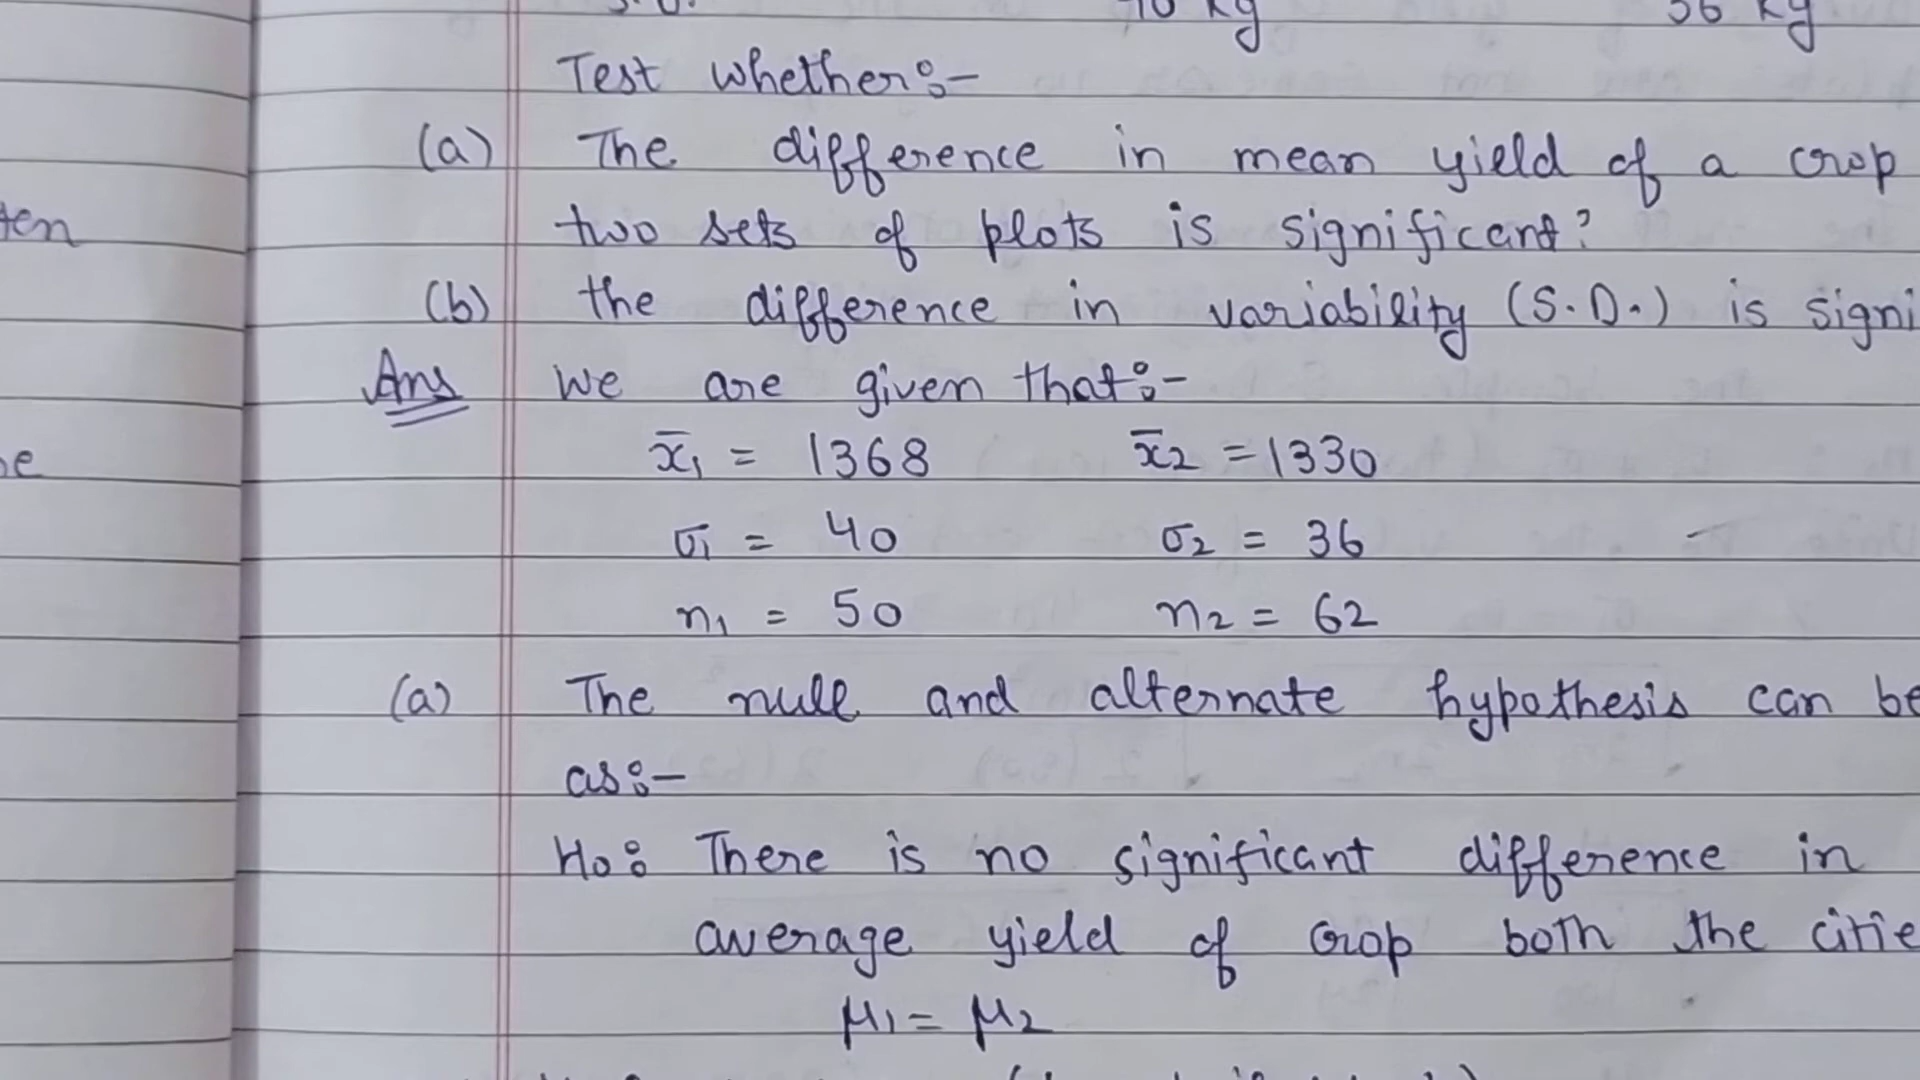 36 kg
Test whether:-
(a) The difference in mean yield of a crop
two sets of plots is significant?
(b) the difference in variability (S.D.) is signi
Ans We are given that:-
x̄₁ = 1368 x̄₂ = 1330
σ₁ = 40 σ₂ = 36
n₁ = 50 n₂ = 62
(a) The null and alternate hypothesis can be
as:-
H₀: There is no significant difference in
average yield of crop both the citie
μ₁ = μ₂